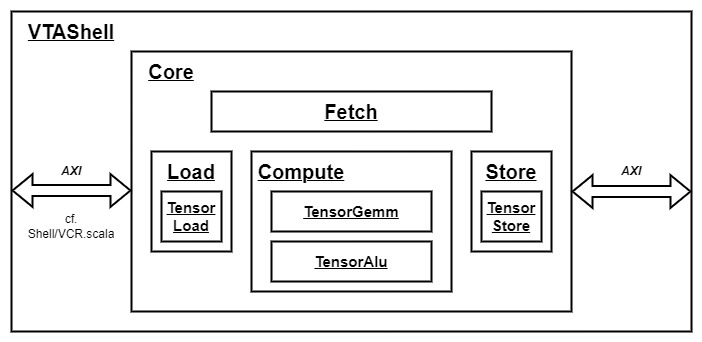 VTAShell
Core
Fetch
AXI
AXI
Load
Compute
Store
Tensor
Load
TensorGemm
Tensor
Store
cf.
Shell/VCR.scala
TensorAlu